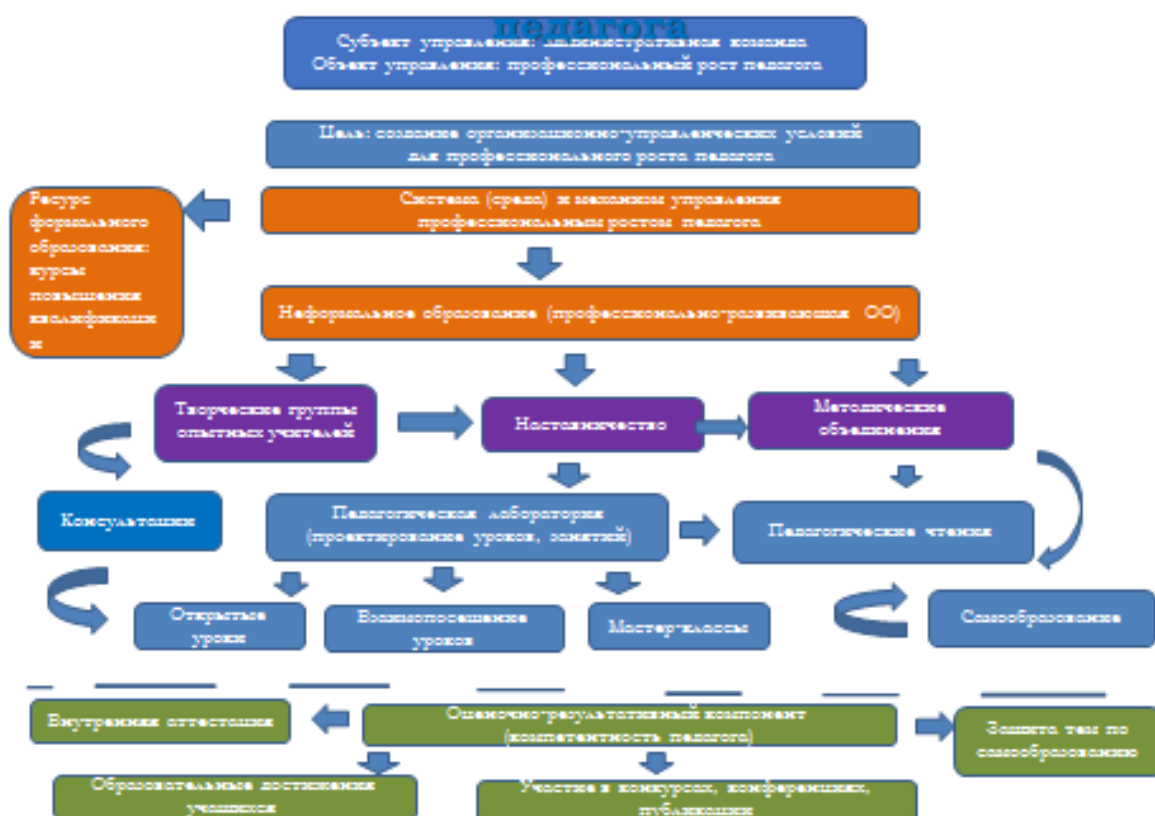 педагога
Субъект управления: административная команда
Объект управления: профессиональный рост педагога
Цель: создание организационно-управленческих условий
для профессионального роста педагога
Ресурс
формального
образования:
курсы
повышения
квалификаци
и
Система (среда) и механизм управления
профессиональным ростом педагога
Неформальное образование (профессионально-развивающая ОО)
Творческие группы
опытных учителей
Наставничество
Методические
объединения
Консультации
Педагогическая лаборатория
(проектирование уроков, занятий)
Педагогические чтения
Открытые
уроки
Взаимопосещение
уроков
Мастер-классы
Самообразование
Внутренняя аттестация
Оценочно-результативный компонент
(компетентность педагога)
Защита тем по
самообразованию
Образовательные достижения
учащихся
Участие в конкурсах, конференциях,
публикации